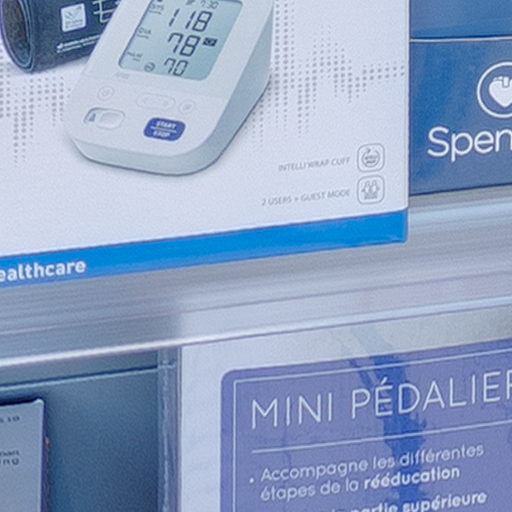 118
78
70
START
STOP
INTELLI WRAP CUFF
2 USERS + GUEST MODE
ealthcare
Spen
MINI PÉDALIER
• Accompagne les différentes
étapes de la rééducation
partie supérieure